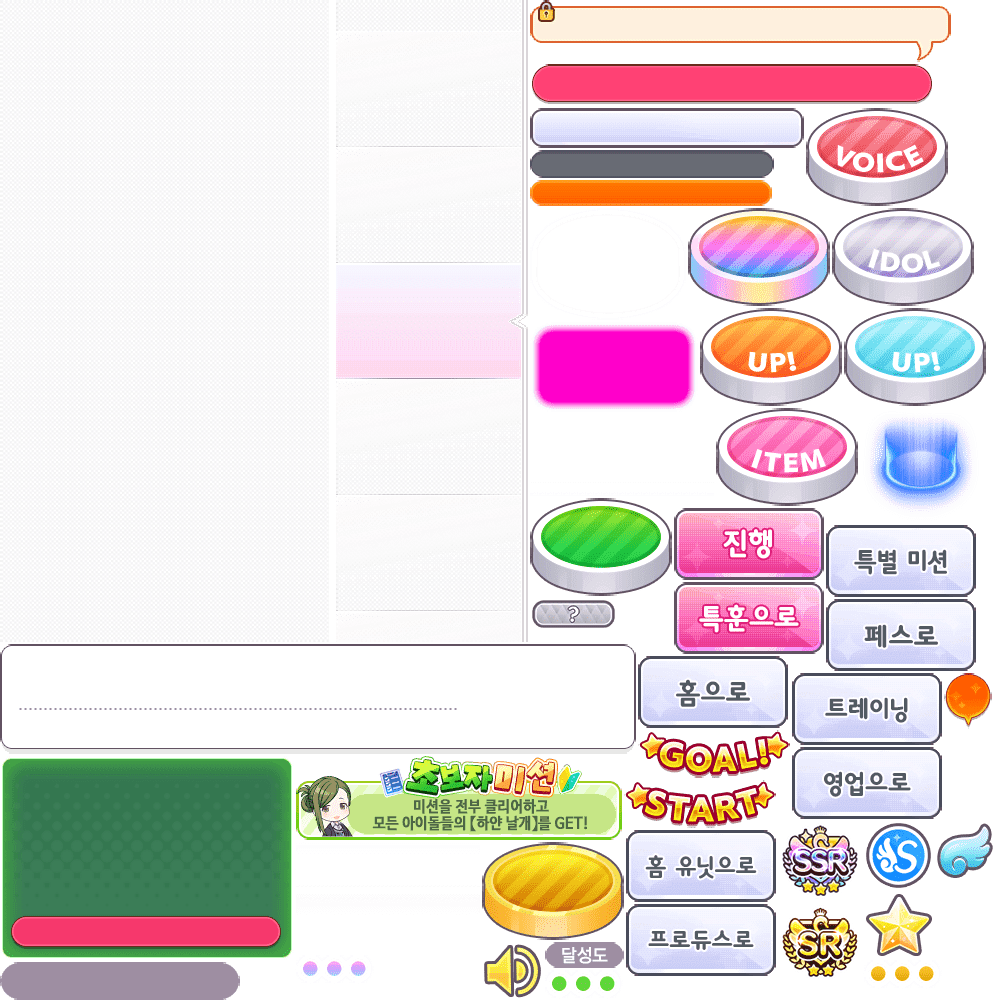 VOICE
IDOL
UP!
UP!
ITEM
진행
특별 미션
?
특훈으로
페스로
홈으로
트레이닝
GOAL!
START
영업으로
초보자미션
미션을 전부 클리어하고
모든 아이돌들의【하얀 날개】를 GET!
홈 유닛으로
SSR
S
프로듀스로
SR
달성도